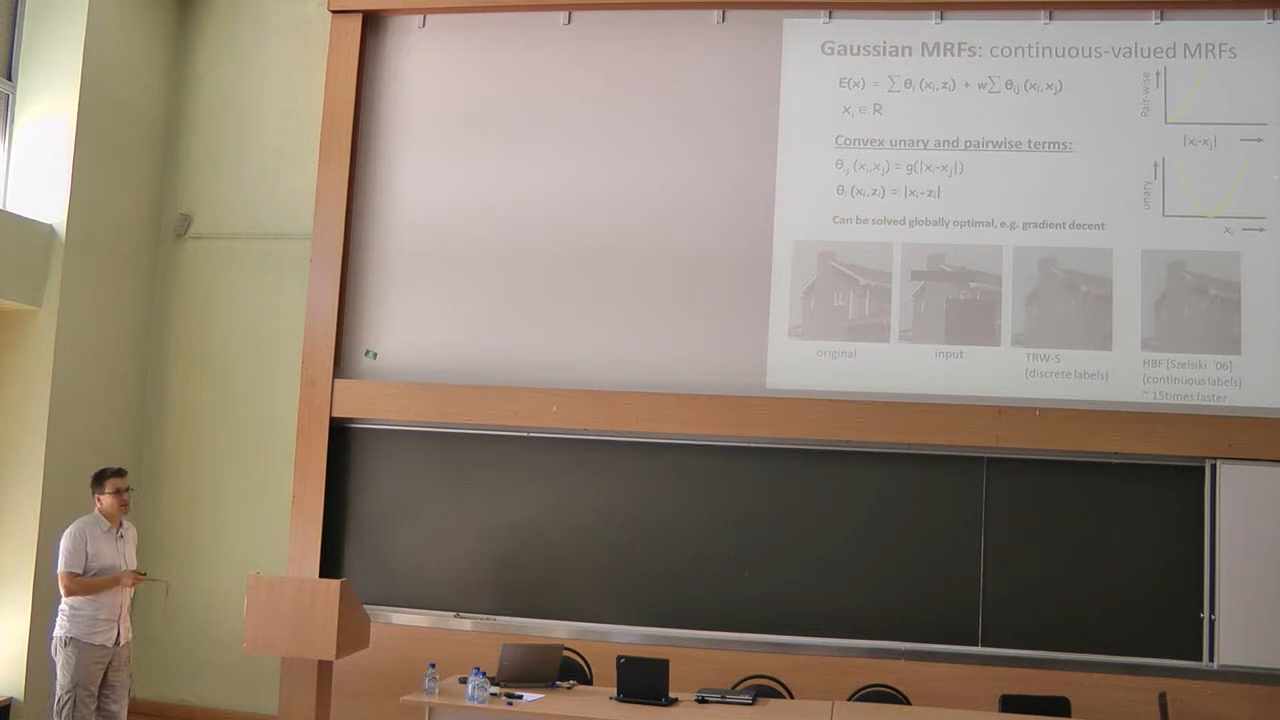 Gaussian MRFs: continuous-valued MRFs
E(x) = ∑θᵢ (xᵢ,zᵢ) + w∑θᵢⱼ (xᵢ,xⱼ)
xᵢ ∈ R
Pair-wise
|xᵢ-xⱼ|
Convex unary and pairwise terms:
θᵢⱼ (xᵢ,xⱼ) = g(|xᵢ-xⱼ|)
θᵢ (xᵢ,zᵢ) = |xᵢ-zᵢ|
unary
xᵢ
Can be solved globally optimal, e.g. gradient decent
original
input
TRW-S
(discrete labels)
HBF [Szelsiki '06]
(continuous labels)
~ 15times faster